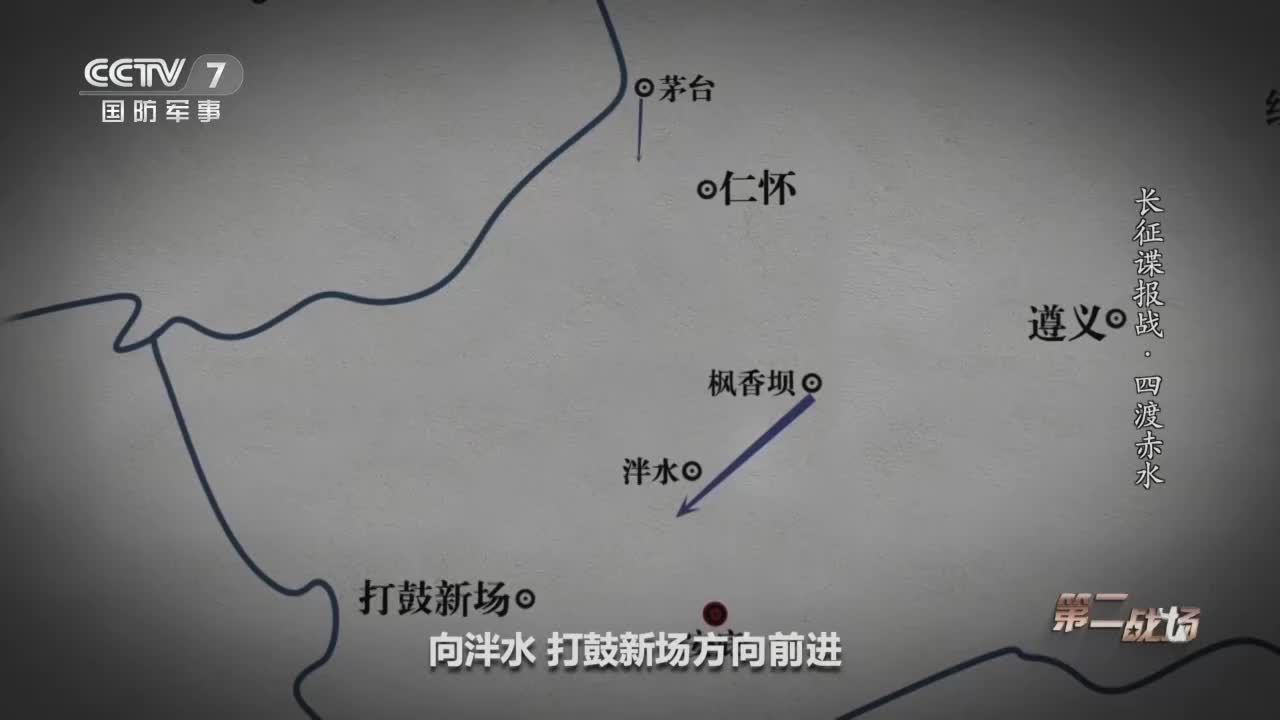 CCTV 7
国防军事
茅台
仁怀
遵义
长征谍报战·四渡赤水
枫香坝
泮水
打鼓新场
第二战场
向泮水 打鼓新场方向前进